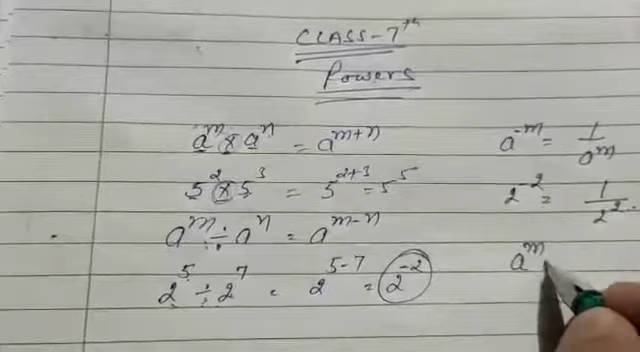 CLASS-7th
Powers
a^m × a^n = a^(m+n)
5^2 × 5^3 = 5^(2+3) = 5^5
a^m ÷ a^n = a^(m-n)
2^5 ÷ 2^7 = 2^(5-7) = 2^-2
a^-m = 1/a^m
2^-2 = 1/2^2.
a^m